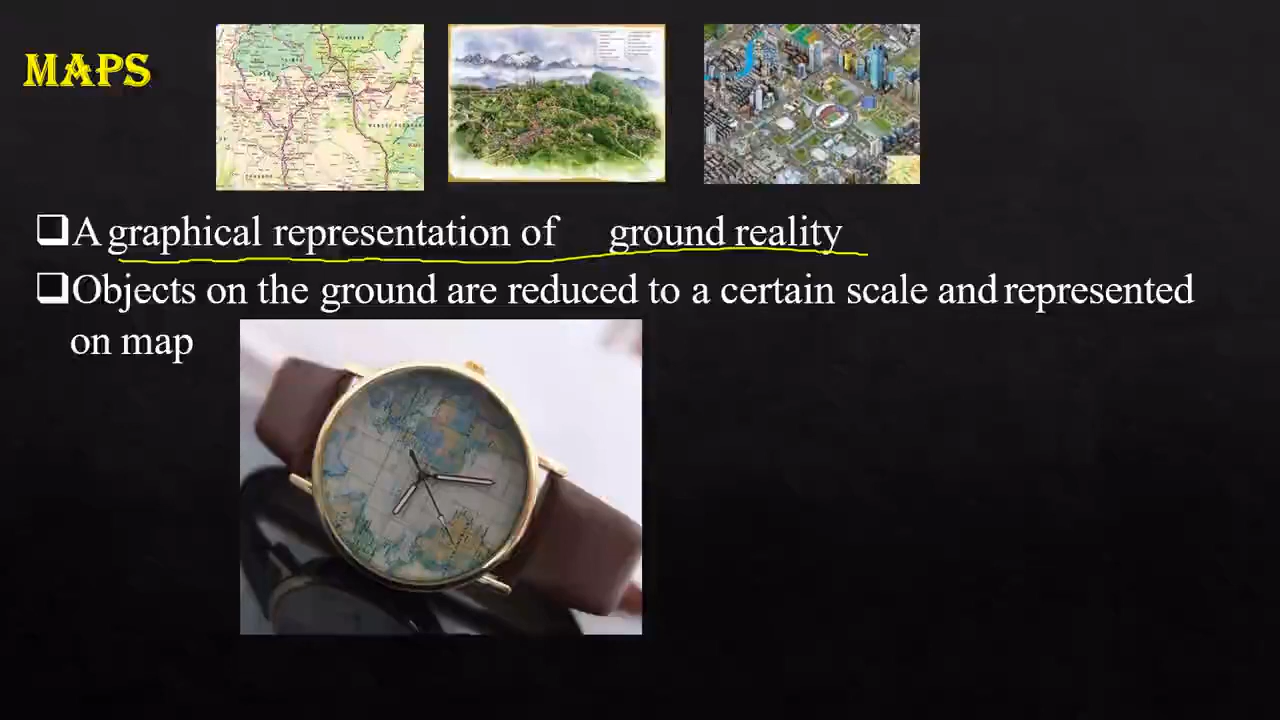 MAPS
A graphical representation of ground reality
Objects on the ground are reduced to a certain scale and represented
on map